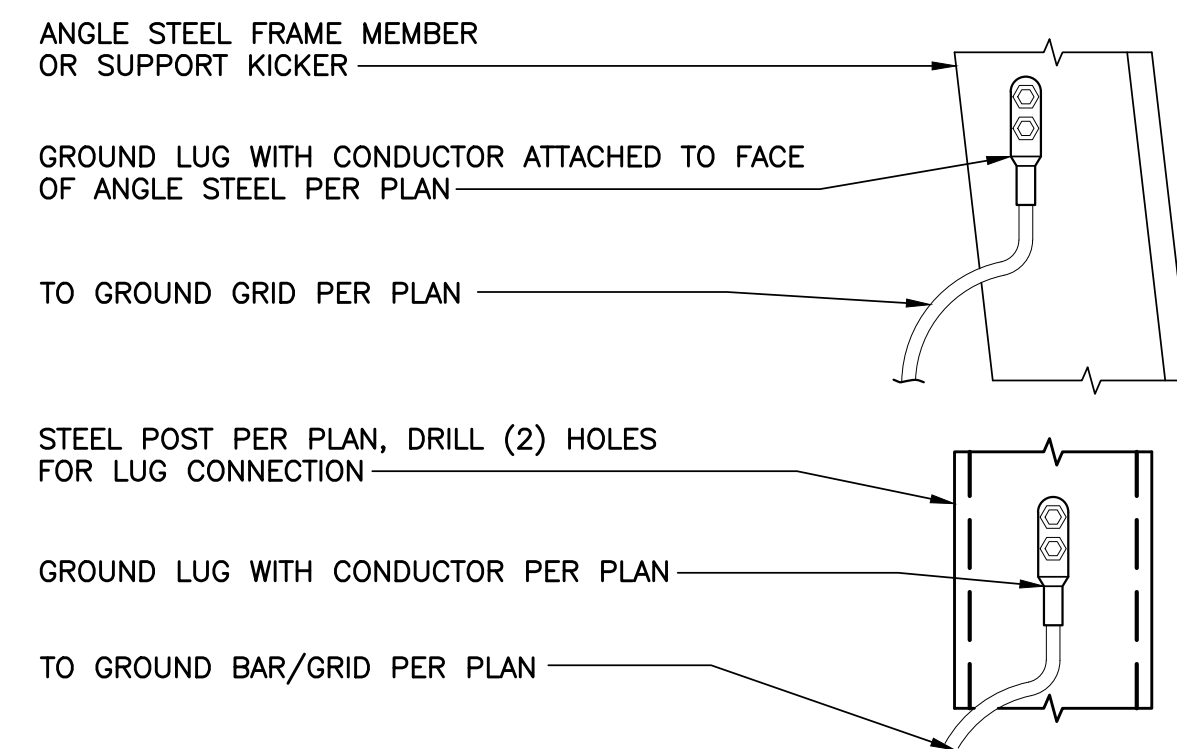 ANGLE STEEL FRAME MEMBER
OR SUPPORT KICKER
GROUND LUG WITH CONDUCTOR ATTACHED TO FACE
OF ANGLE STEEL PER PLAN
TO GROUND GRID PER PLAN
STEEL POST PER PLAN, DRILL (2) HOLES
FOR LUG CONNECTION
GROUND LUG WITH CONDUCTOR PER PLAN
TO GROUND BAR/GRID PER PLAN